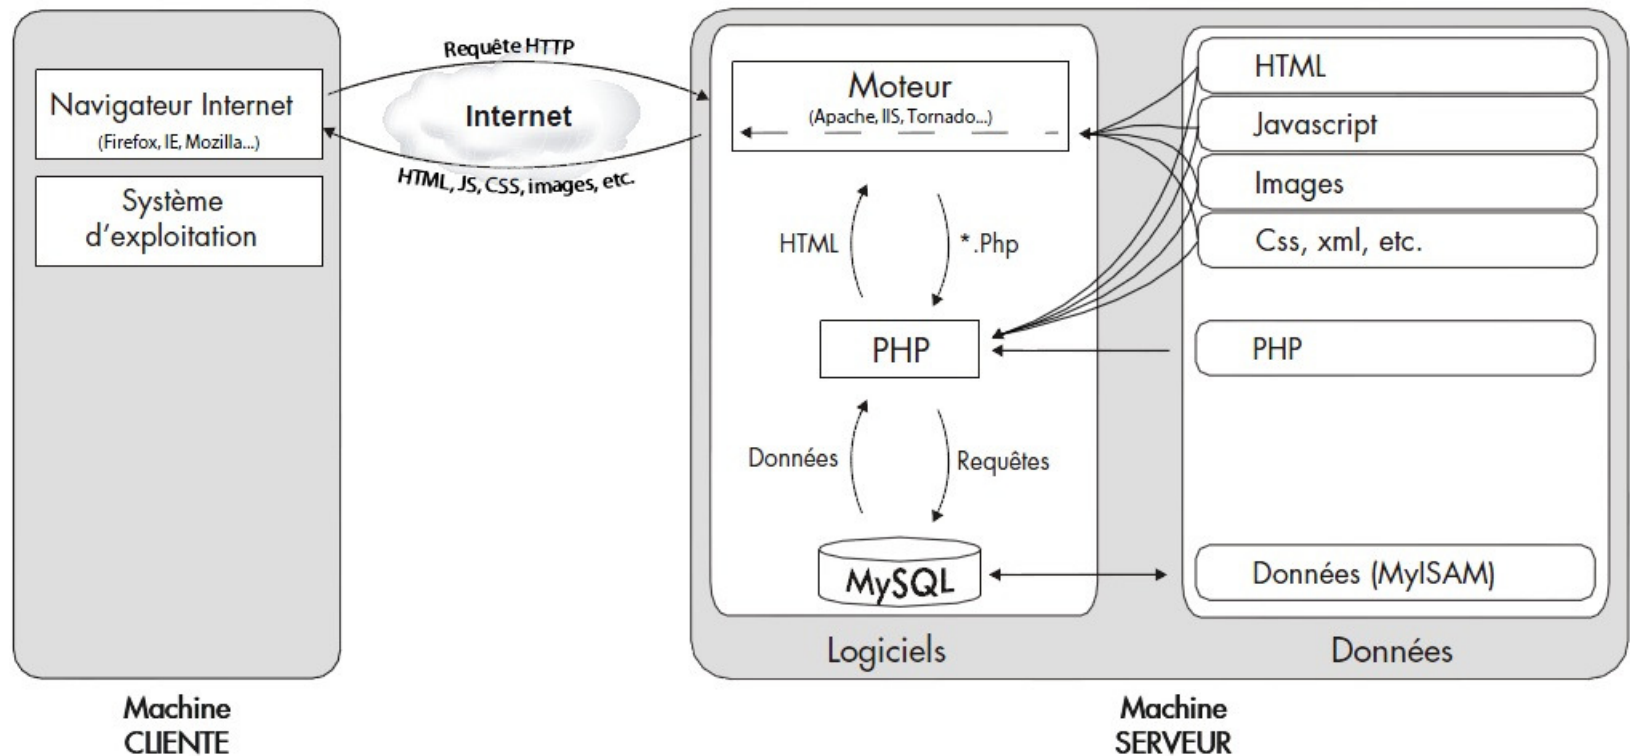 Navigateur Internet
(Firefox, IE, Mozilla...)
Système
d'exploitation
Machine
CLIENTE
Requête HTTP
Internet
HTML, JS, CSS, images, etc.
Moteur
(Apache, IIS, Tornado...)
HTML
*.Php
PHP
Données
Requêtes
MySQL
Logiciels
HTML
Javascript
Images
Css, xml, etc.
PHP
Données (MyISAM)
Données
Machine
SERVEUR